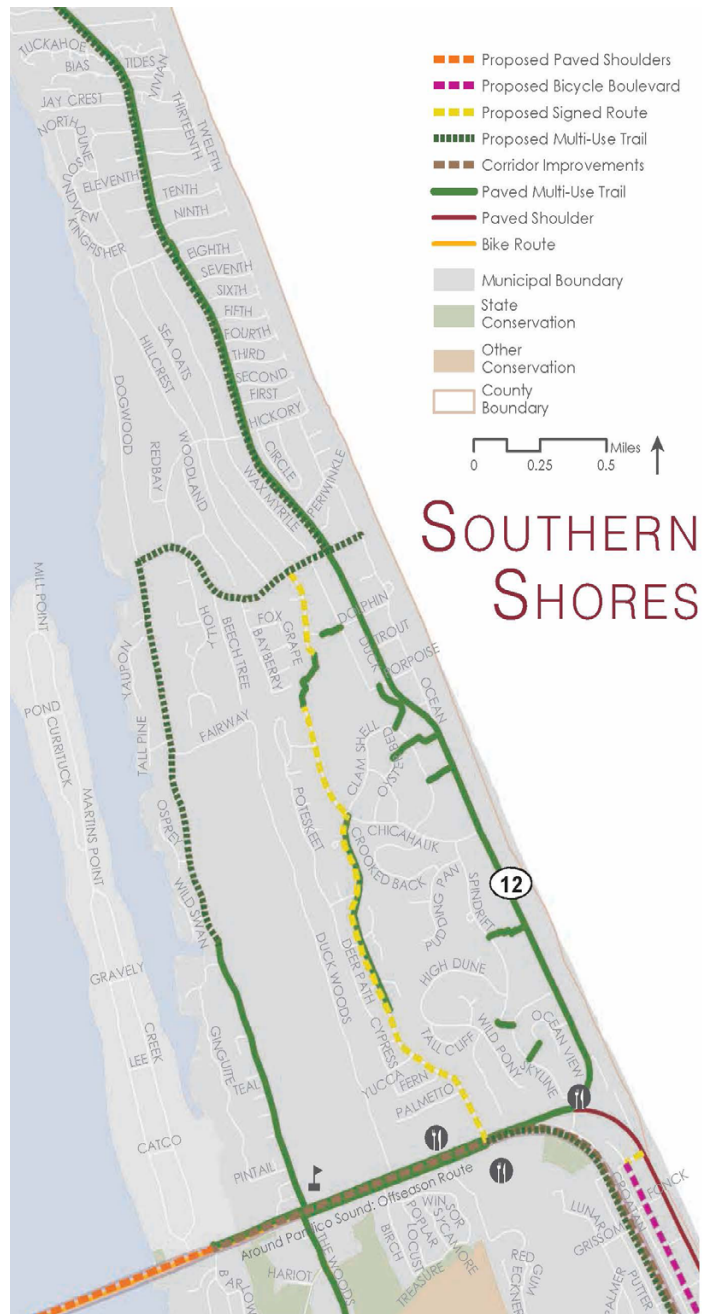 TUCKAHOE
BIAS
TIDES
VIVIAN
JAY CREST
THIRTEENTH
TWELFTH
NORTH
DUNE
SOUNDVIEW
ELEVENTH
TENTH
NINTH
KINGFISHER
EIGHTH
SEVENTH
SIXTH
FIFTH
FOURTH
THIRD
SECOND
FIRST
HICKORY
SEA OATS
HILLCREST
DOGWOOD
REDBAY
WOODLAND
CIRCLE
WAX MYRTLE
PERIWINKLE
Proposed Paved Shoulders
Proposed Bicycle Boulevard
Proposed Signed Route
Proposed Multi-Use Trail
Corridor Improvements
Paved Multi-Use Trail
Paved Shoulder
Bike Route
Municipal Boundary
State
Conservation
Other
Conservation
County
Boundary
Miles
0 0.25 0.5
SOUTHERN
SHORES
MILL POINT
YAUPON
HOLLY
BEECH TREE
BAYBERRY
FOX
GRAPE
DOLPHIN
TROUT
DUCK
PORPOISE
OCEAN
POND
CURRITUCK
TALL PINE
FAIRWAY
CLAM SHELL
OYSTER BED
MARTINS POINT
OSPREY
POTESKEET
CHICAHAUK
CROOKED BACK
PUDDING PAN
SPINDRIFT
12
WILD SWAN
GRAVELY
DUCK WOODS
DEER PATH
HIGH DUNE
CYPRESS
TALL CLIFF
WILD PONY
OCEAN VIEW
SKYLINE
CREEK
LEE
GINGUITE
TEAL
YUCCA
FERN
PALMETTO
CATCO
PINTAIL
Around Pamlico Sound: Offseason Route
THE WOODS
BARLOW
HARIOT
BIRCH
LOCUST
POPLAR
SYCAMORE
WINDSOR
TREASURE
RED
GUM
LUNAR
GRISSOM
CROATAN
FONCK
PALMER
PUTTER